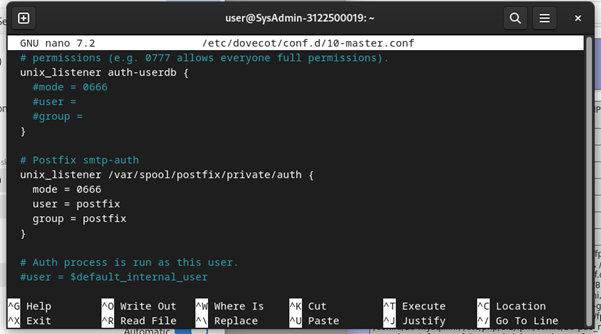 user@SysAdmin-3122500019: ~
GNU nano 7.2 /etc/dovecot/conf.d/10-master.conf
# permissions (e.g. 0777 allows everyone full permissions).
unix_listener auth-userdb {
#mode = 0666
#user =
#group =
}
# Postfix smtp-auth
unix_listener /var/spool/postfix/private/auth {
mode = 0666
user = postfix
group = postfix
}
# Auth process is run as this user.
#user = $default_internal_user
^G Help ^O Write Out ^W Where Is ^K Cut ^T Execute ^C Location
^X Exit ^R Read File ^\ Replace ^U Paste ^J Justify ^/ Go To Line
Automatic